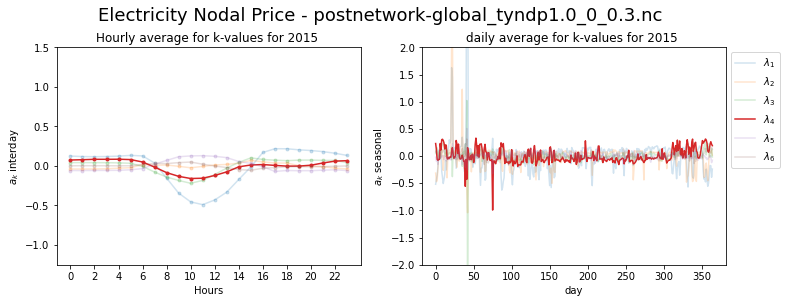 Electricity Nodal Price - postnetwork-global_tyndp1.0_0_0.3.nc
Hourly average for k-values for 2015
daily average for k-values for 2015
1.5
1.0
0.5
0.0
−0.5
−1.0
a_k interday
0 2 4 6 8 10 12 14 16 18 20 22
Hours
2.0
1.5
1.0
0.5
0.0
−0.5
−1.0
−1.5
−2.0
a_k seasonal
0 50 100 150 200 250 300 350
day
λ₁
λ₂
λ₃
λ₄
λ₅
λ₆